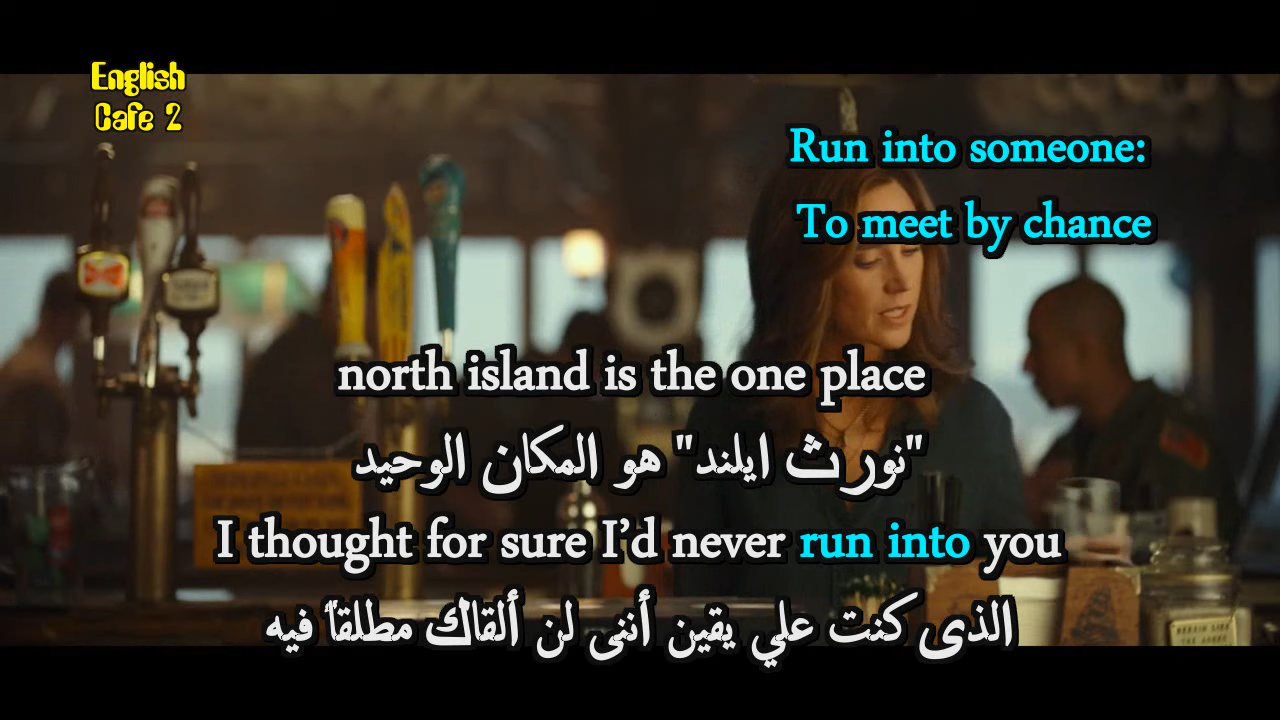 English
Cafe 2
Run into someone:
To meet by chance
north island is the one place
"نورث ايلند" هو المكان الوحيد
I thought for sure I'd never run into you
الذى كنت علي يقين أننى لن ألقاك مطلقاً فيه